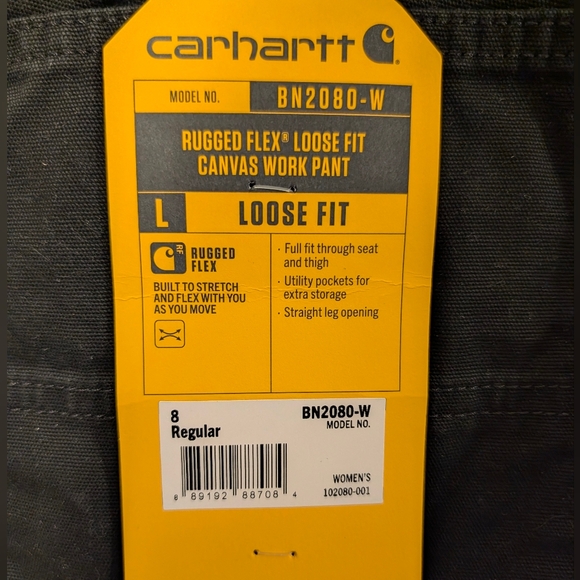 carhartt
MODEL NO. BN2080-W
RUGGED FLEX® LOOSE FIT
CANVAS WORK PANT
L LOOSE FIT
RF
RUGGED
FLEX
BUILT TO STRETCH
AND FLEX WITH YOU
AS YOU MOVE
· Full fit through seat
and thigh
· Utility pockets for
extra storage
· Straight leg opening
8
Regular
BN2080-W
MODEL NO.
8 89192 88708 4
WOMEN'S
102080-001